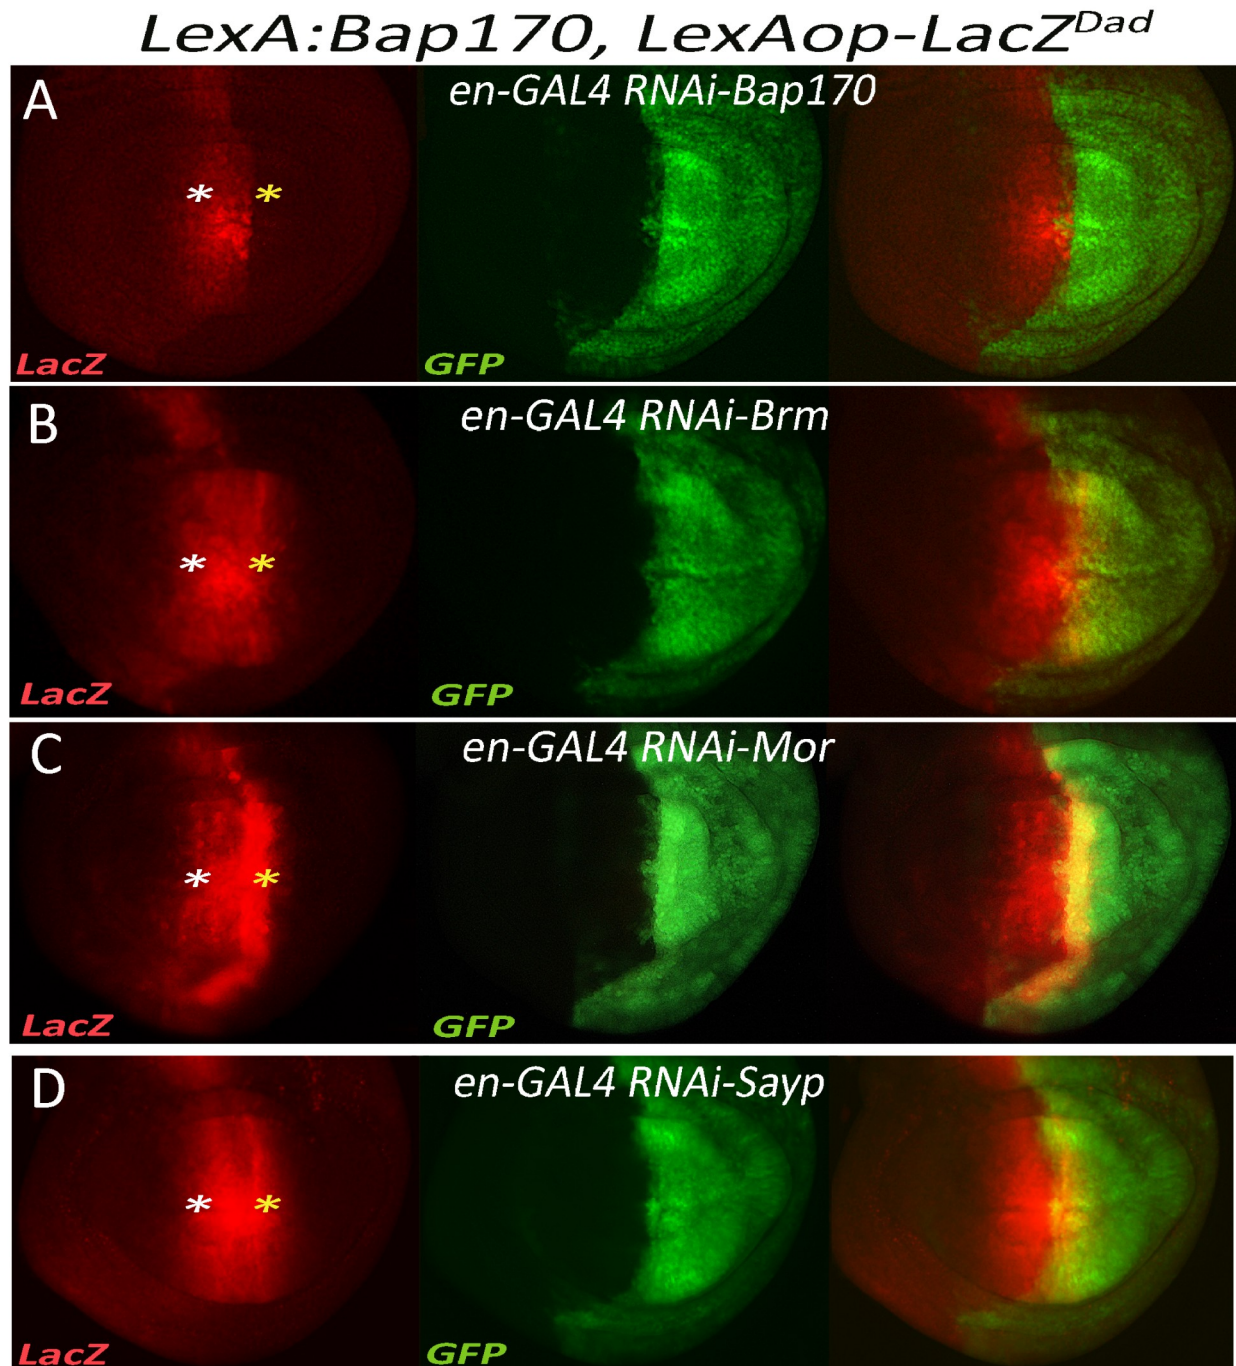 LexA:Bap170, LexAop-LacZDad
A
en-GAL4 RNAi-Bap170
*
*
LacZ
GFP
B
en-GAL4 RNAi-Brm
*
*
LacZ
GFP
C
en-GAL4 RNAi-Mor
*
*
LacZ
GFP
D
en-GAL4 RNAi-Sayp
*
*
LacZ
GFP